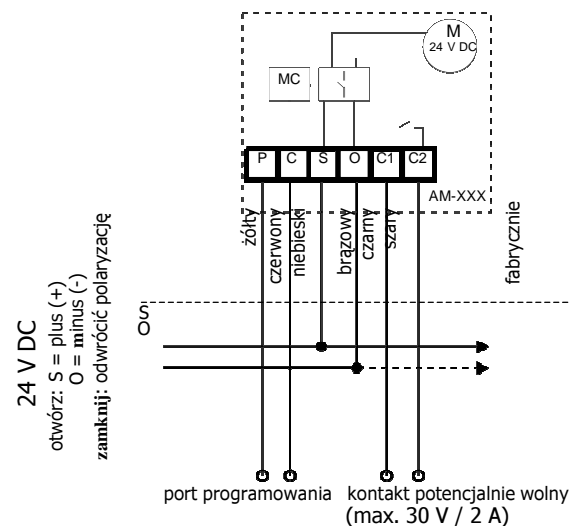 M
24 V DC
MC
P C S O C1 C2
AM-XXX
żółty
czerwony
niebieski
brązowy
czarny
szary
fabrycznie
24 V DC
otwórz: S = plus (+)
O = minus (-)
zamknij: odwrócić polaryzację
S
O
port programowania kontakt potencjalnie wolny
(max. 30 V / 2 A)